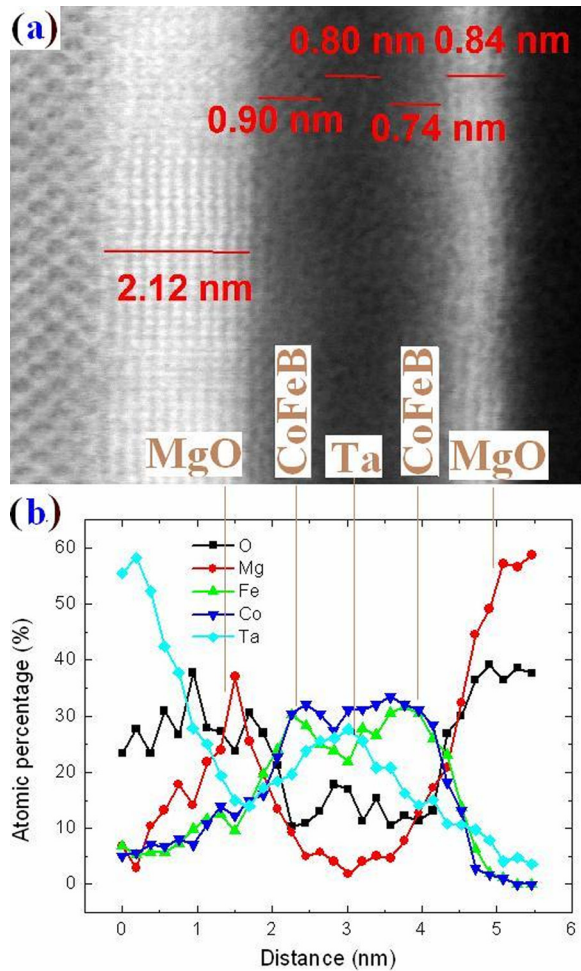 (a)
0.80 nm 0.84 nm
0.90 nm 0.74 nm
2.12 nm
MgO CoFeB Ta CoFeB MgO
(b)
O
Mg
Fe
Co
Ta
60
50
40
30
20
10
0
Atomic percentage (%)
0 1 2 3 4 5 6
Distance (nm)